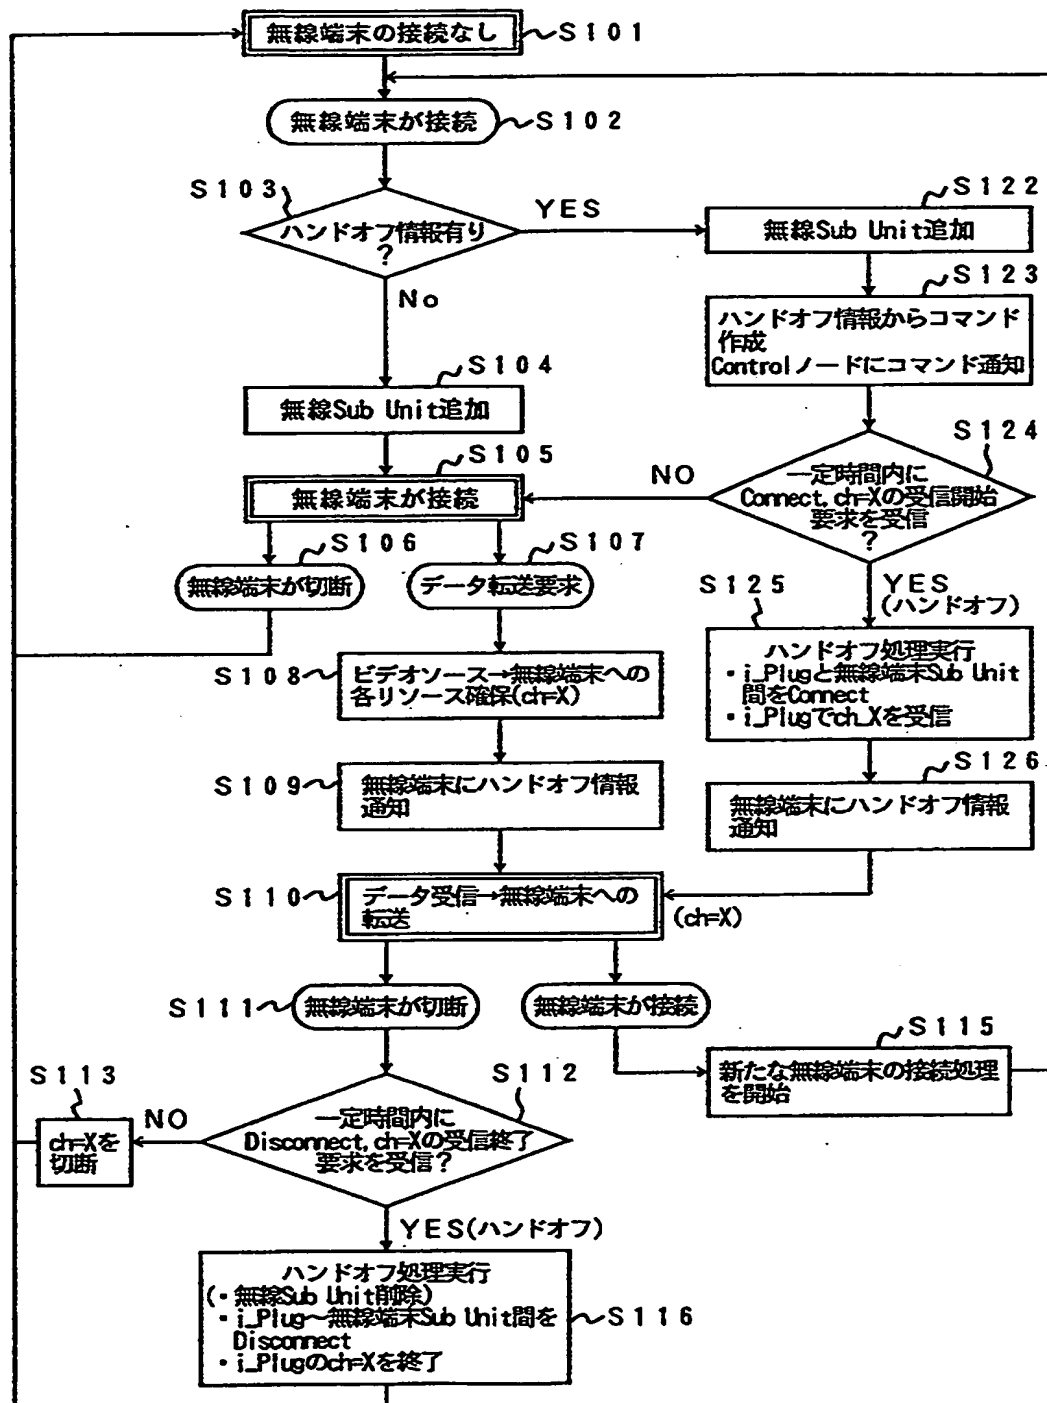 無線端末の接続なし
S101
無線端末が接続
S102
S103
ハンドオフ情報有り
?
YES
No
S122
無線Sub Unit追加
S123
ハンドオフ情報からコマンド
作成
Controlノードにコマンド通知
S104
無線Sub Unit追加
S105
無線端末が接続
S124
一定時間内に
Connect,ch=Xの受信開始
要求を受信
?
NO
YES
(ハンドオフ)
S106
無線端末が切断
S107
データ転送要求
S125
ハンドオフ処理実行
・i_Plugと無線端末Sub Unit
間をConnect
・i_Plugでch_Xを受信
S108
ビデオソース→無線端末への
各リソース確保(ch=X)
S126
無線端末にハンドオフ情報
通知
S109
無線端末にハンドオフ情報
通知
S110
データ受信→無線端末への
転送
(ch=X)
S111
無線端末が切断
無線端末が接続
S115
新たな無線端末の接続処理
を開始
S112
一定時間内に
Disconnect,ch=Xの受信終了
要求を受信?
S113
NO
ch=Xを
切断
YES(ハンドオフ)
ハンドオフ処理実行
(・無線Sub Unit削除)
・i_Plug~無線端末Sub Unit間を
Disconnect
・i_Plugのch=Xを終了
S116